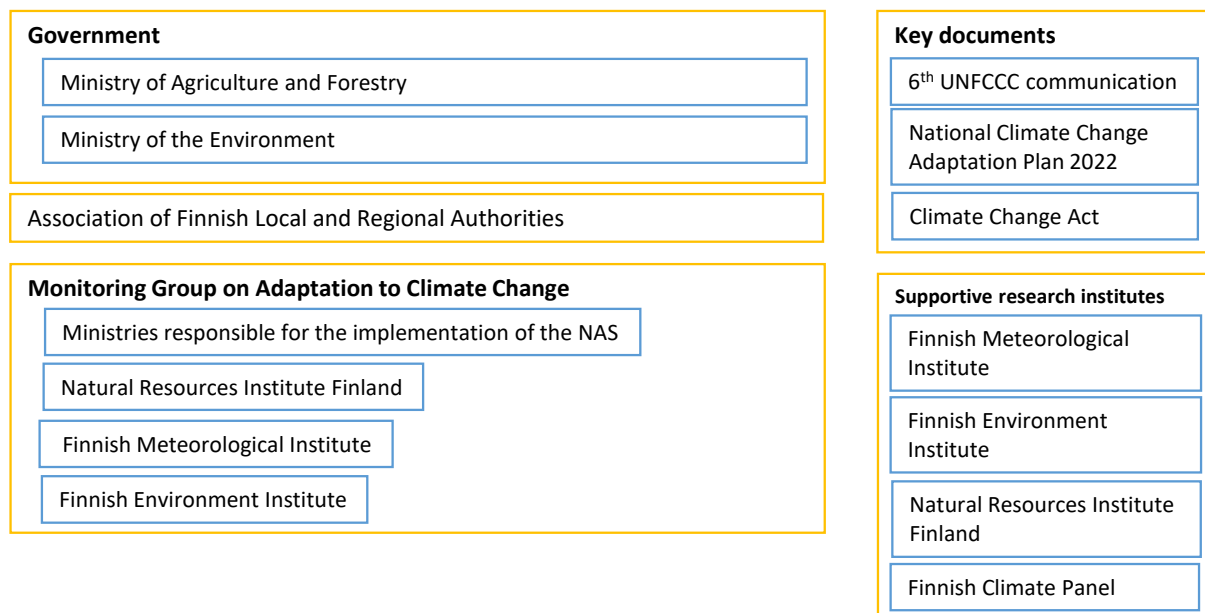 Government
Ministry of Agriculture and Forestry
Ministry of the Environment
Association of Finnish Local and Regional Authorities
Monitoring Group on Adaptation to Climate Change
Ministries responsible for the implementation of the NAS
Natural Resources Institute Finland
Finnish Meteorological Institute
Finnish Environment Institute
Key documents
6th UNFCCC communication
National Climate Change
Adaptation Plan 2022
Climate Change Act
Supportive research institutes
Finnish Meteorological
Institute
Finnish Environment
Institute
Natural Resources Institute
Finland
Finnish Climate Panel